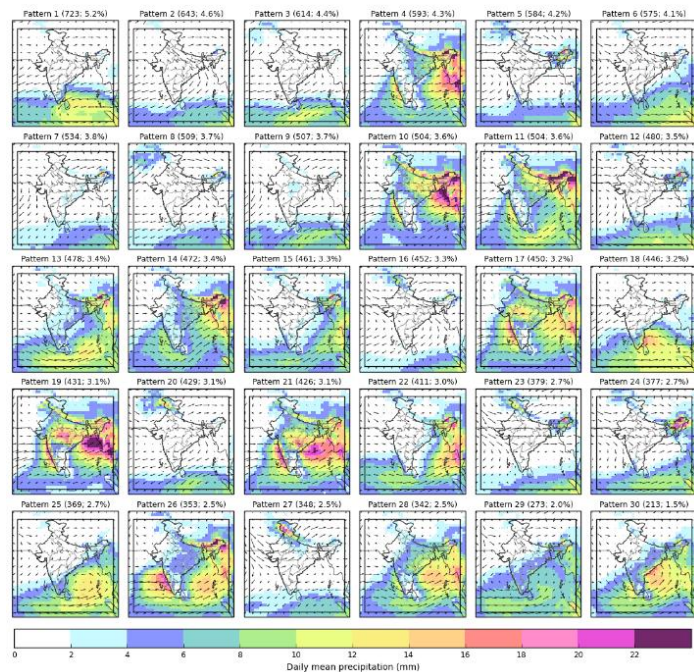 Pattern 1 (723; 5.2%) Pattern 2 (643; 4.6%) Pattern 3 (614; 4.4%) Pattern 4 (593; 4.3%) Pattern 5 (584; 4.2%) Pattern 6 (575; 4.1%)
Pattern 7 (534; 3.8%) Pattern 8 (509; 3.7%) Pattern 9 (507; 3.7%) Pattern 10 (504; 3.6%) Pattern 11 (504; 3.6%) Pattern 12 (480; 3.5%)
Pattern 13 (478; 3.4%) Pattern 14 (472; 3.4%) Pattern 15 (461; 3.3%) Pattern 16 (452; 3.3%) Pattern 17 (450; 3.2%) Pattern 18 (446; 3.2%)
Pattern 19 (431; 3.1%) Pattern 20 (429; 3.1%) Pattern 21 (426; 3.1%) Pattern 22 (411; 3.0%) Pattern 23 (379; 2.7%) Pattern 24 (377; 2.7%)
Pattern 25 (369; 2.7%) Pattern 26 (353; 2.5%) Pattern 27 (348; 2.5%) Pattern 28 (342; 2.5%) Pattern 29 (273; 2.0%) Pattern 30 (213; 1.5%)
0 2 4 6 8 10 12 14 16 18 20 22
Daily mean precipitation (mm)